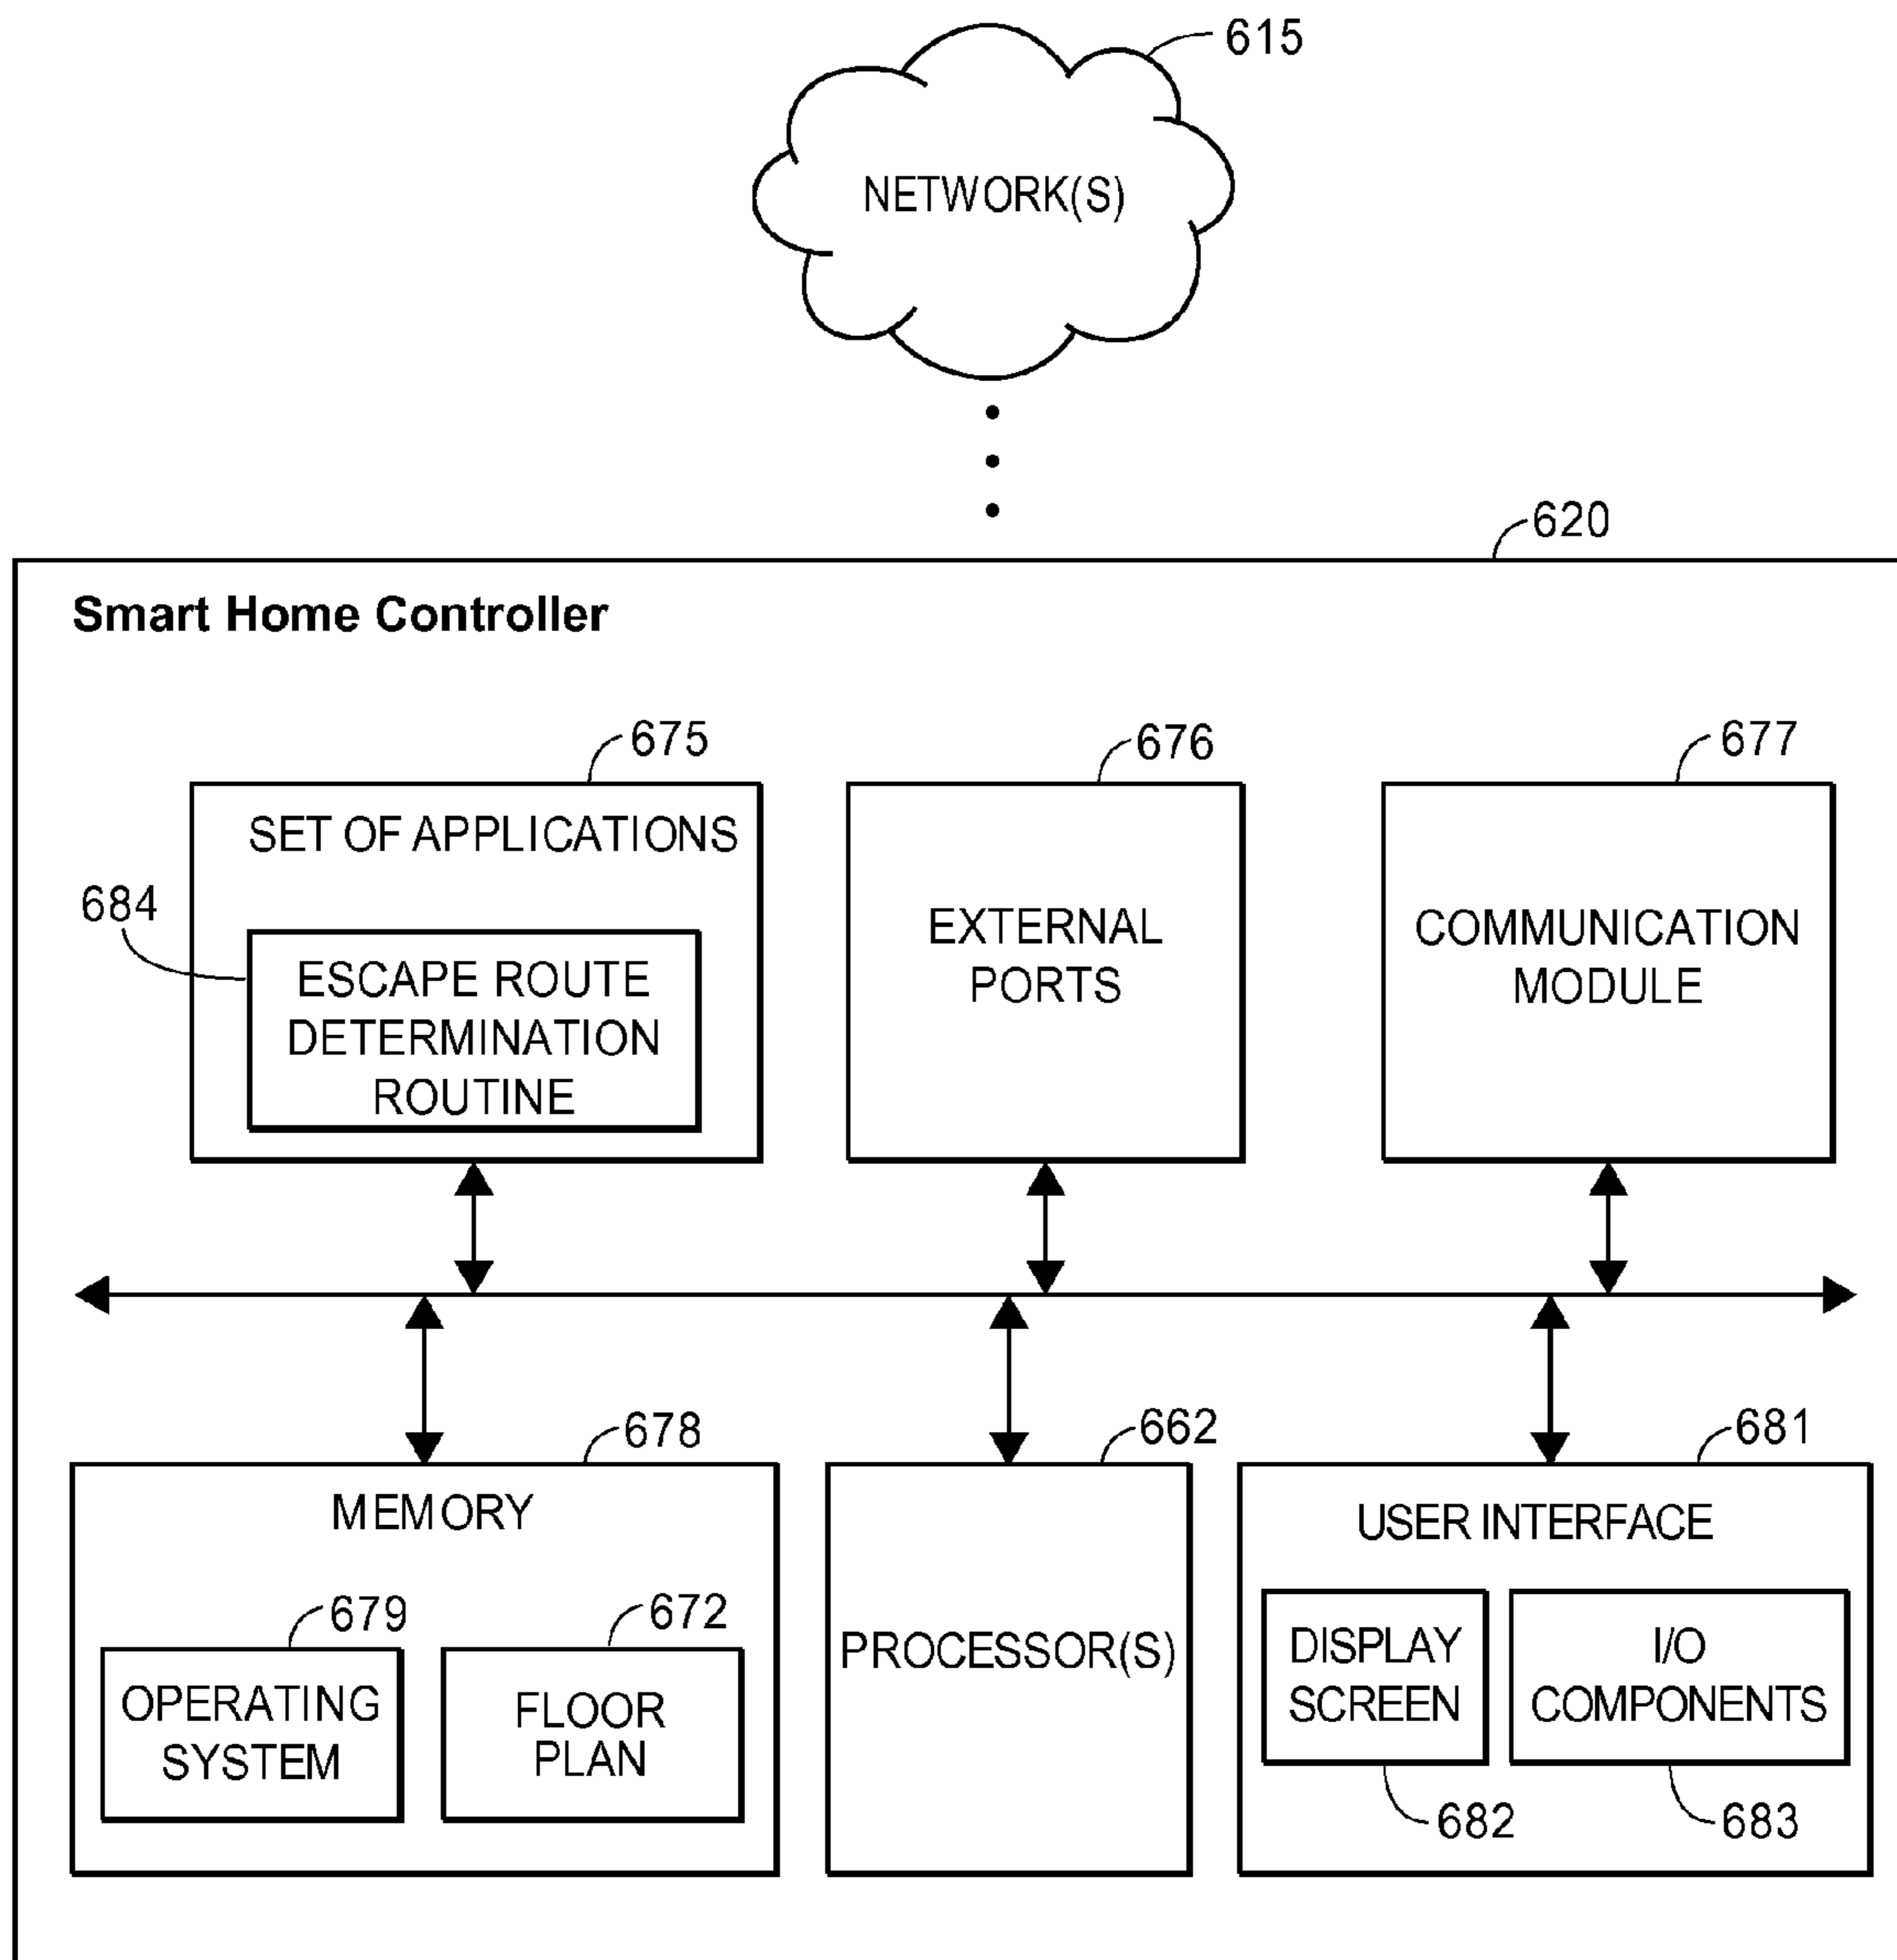 615
NETWORK(S)
620
Smart Home Controller
675
676
677
SET OF APPLICATIONS
684
ESCAPE ROUTE
DETERMINATION
ROUTINE
EXTERNAL
PORTS
COMMUNICATION
MODULE
678
662
681
MEMORY
679
672
OPERATING
SYSTEM
FLOOR
PLAN
PROCESSOR(S)
USER INTERFACE
DISPLAY
SCREEN
I/O
COMPONENTS
682
683